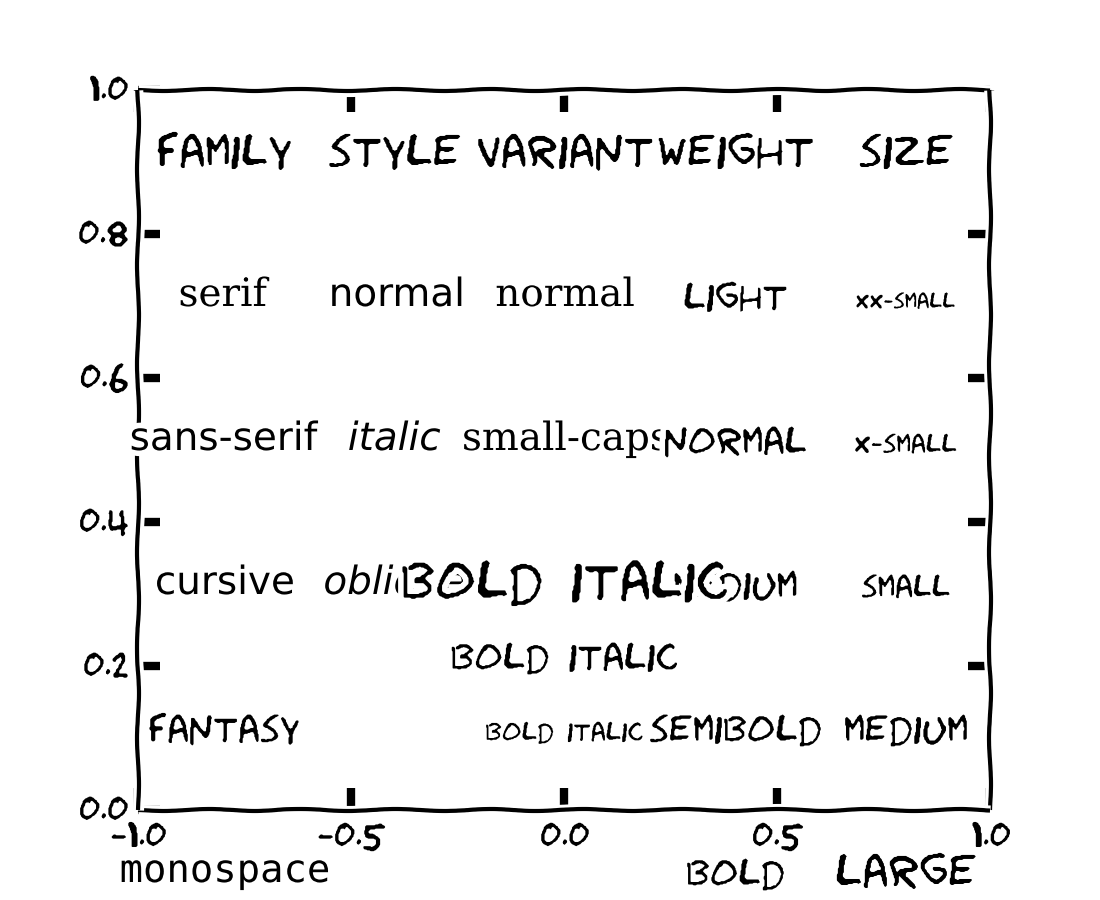 1.0
FAMILY STYLE VARIANT WEIGHT SIZE
0.8
serif normal normal LIGHT xx-SMALL
0.6
sans-serif italic small-caps NORMAL x-SMALL
0.4
cursive BOLD ITALIC SMALL
0.2 BOLD ITALIC
FANTASY BOLD ITALIC SEMIBOLD MEDIUM
0.0
-1.0 -0.5 0.0 0.5 1.0
monospace BOLD LARGE